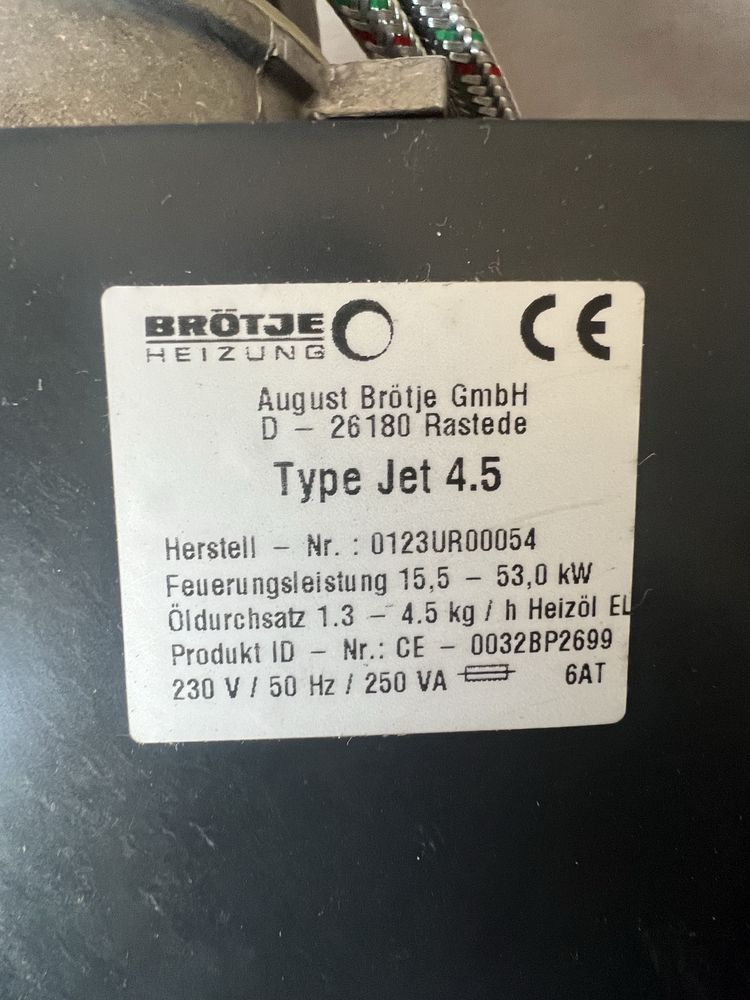 BRÖTJE
HEIZUNG
CE
August Brötje GmbH
D – 26180 Rastede
Type Jet 4.5
Herstell – Nr. : 0123UR00054
Feuerungsleistung 15,5 – 53,0 kW
Öldurchsatz 1.3 – 4.5 kg / h Heizöl EL
Produkt ID – Nr.: CE – 0032BP2699
230 V / 50 Hz / 250 VA 6AT